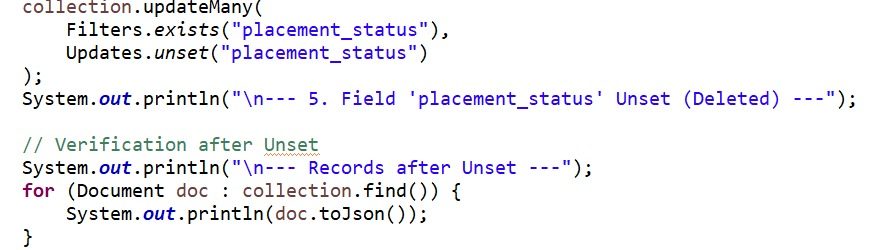 collection.updateMany(
    Filters.exists("placement_status"),
    Updates.unset("placement_status")
);
System.out.println("\n--- 5. Field 'placement_status' Unset (Deleted) ---");

// Verification after Unset
System.out.println("\n--- Records after Unset ---");
for (Document doc : collection.find()) {
    System.out.println(doc.toJson());
}